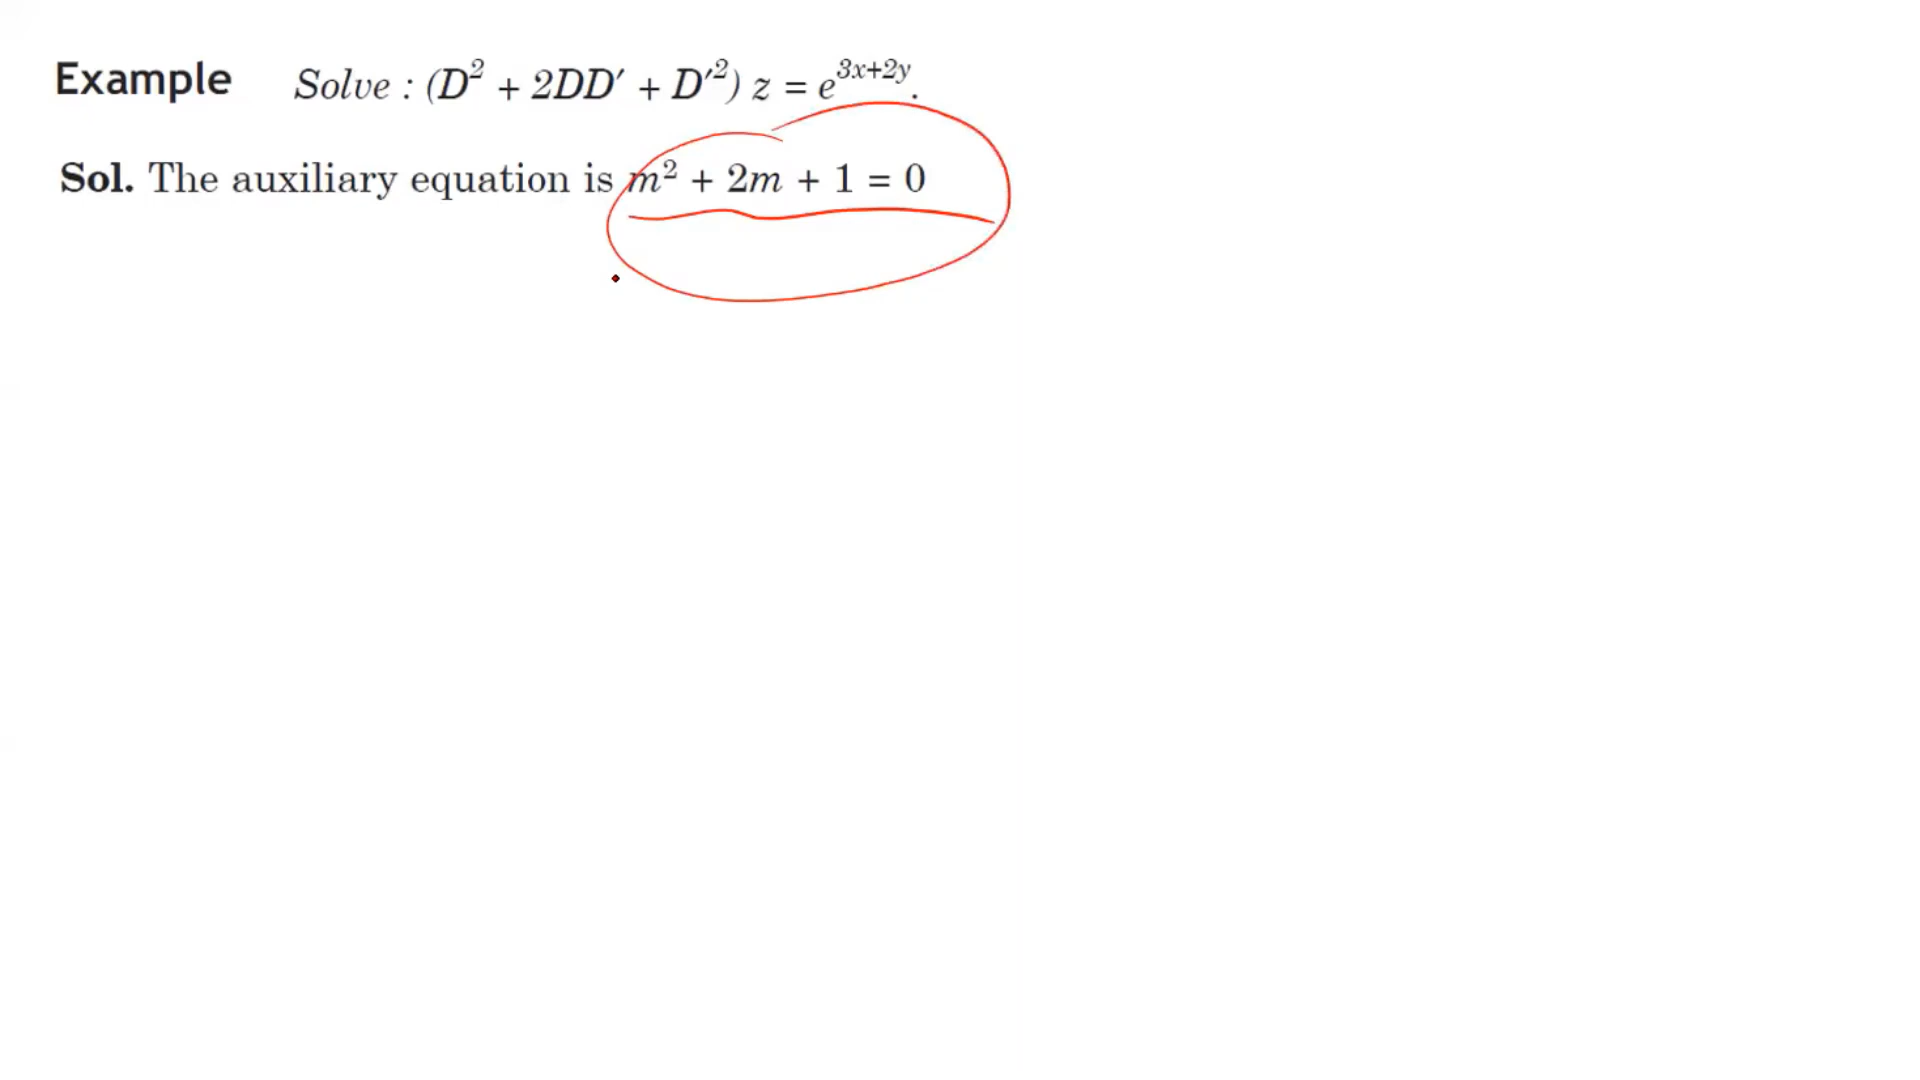 Example Solve : (D² + 2DD′ + D′²) z = e^{3x+2y}.
Sol. The auxiliary equation is m² + 2m + 1 = 0